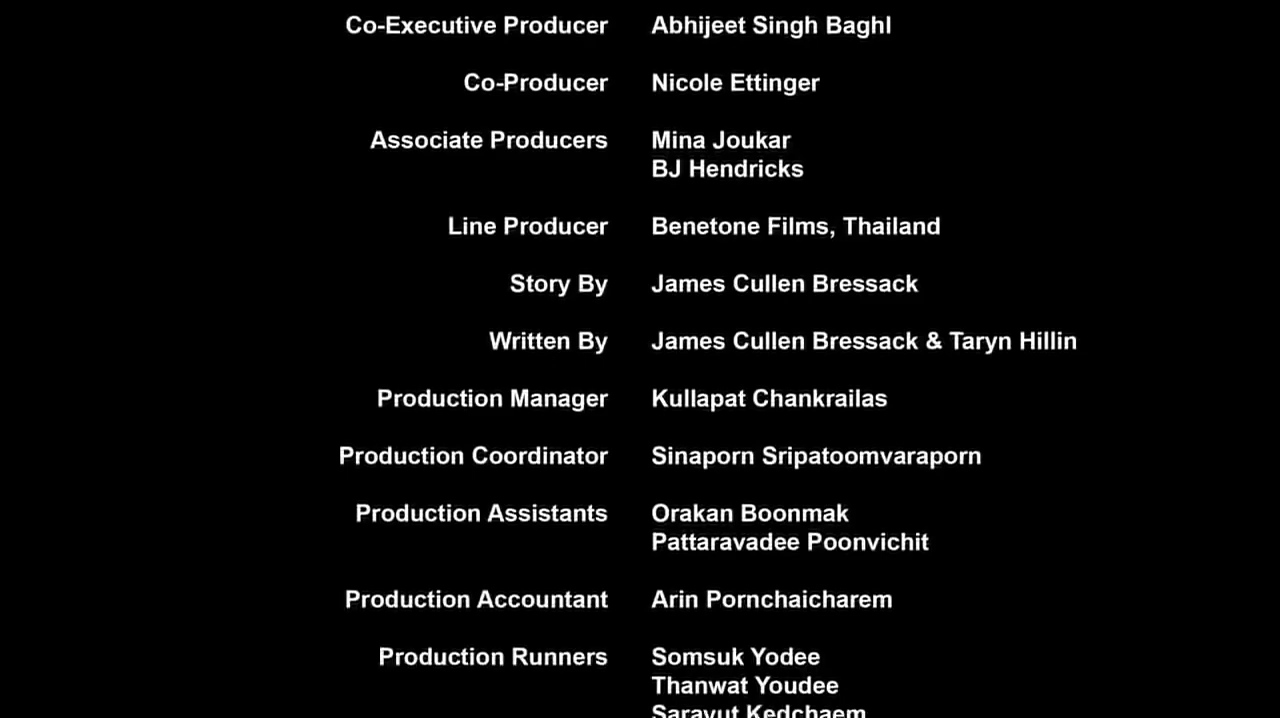 Co-Executive Producer Abhijeet Singh Baghl
Co-Producer Nicole Ettinger
Associate Producers Mina Joukar
BJ Hendricks
Line Producer Benetone Films, Thailand
Story By James Cullen Bressack
Written By James Cullen Bressack & Taryn Hillin
Production Manager Kullapat Chankrailas
Production Coordinator Sinaporn Sripatoomvaraporn
Production Assistants Orakan Boonmak
Pattaravadee Poonvichit
Production Accountant Arin Pornchaicharem
Production Runners Somsuk Yodee
Thanwat Youdee
Saravut Kedchaem